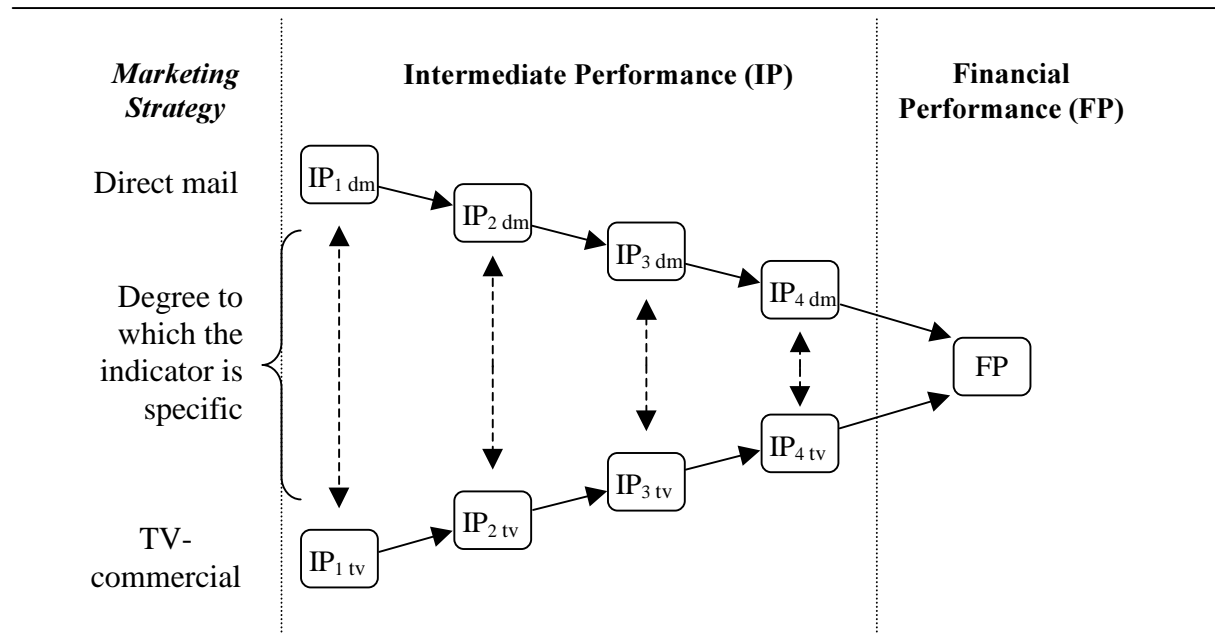 Marketing
Strategy
Intermediate Performance (IP)
Financial
Performance (FP)
Direct mail
IP1 dm
IP2 dm
IP3 dm
IP4 dm
Degree to
which the
indicator is
specific
FP
IP4 tv
IP3 tv
IP2 tv
IP1 tv
TV-
commercial